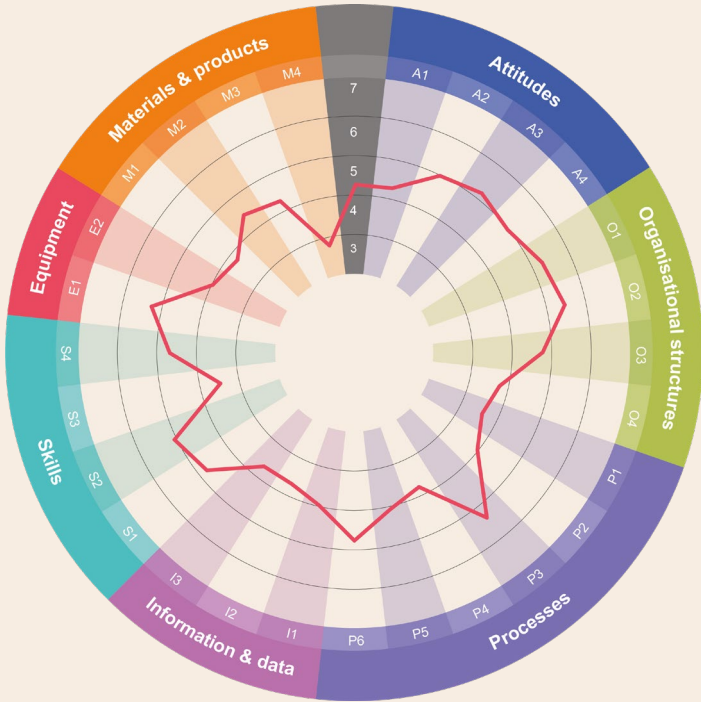 Attitudes
A1
A2
A3
A4
Organisational structures
O1
O2
O3
O4
Processes
P1
P2
P3
P4
P5
P6
Information & data
I1
I2
I3
Skills
S1
S2
S3
S4
Equipment
E1
E2
Materials & products
M1
M2
M3
M4
7
6
5
4
3